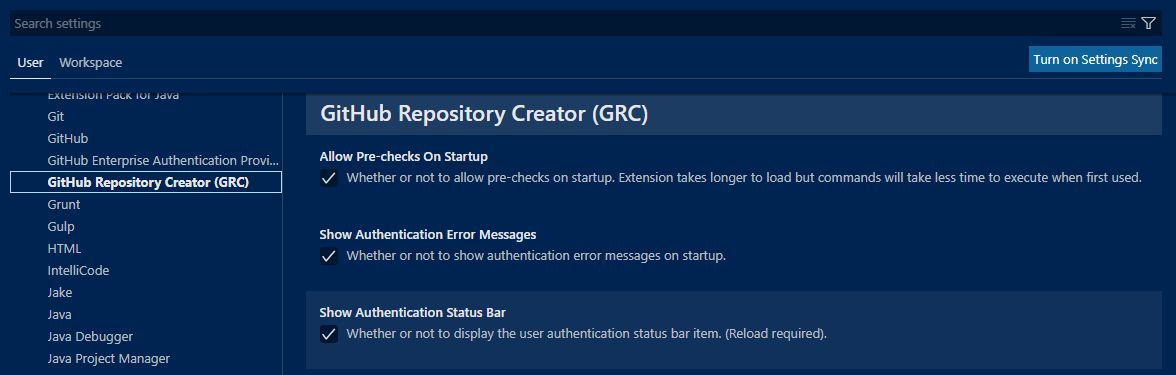 Search settings
User
Workspace
Turn on Settings Sync
Extension Pack for Java
Git
GitHub
GitHub Enterprise Authentication Provi...
GitHub Repository Creator (GRC)
Grunt
Gulp
HTML
IntelliCode
Jake
Java
Java Debugger
Java Project Manager
GitHub Repository Creator (GRC)
Allow Pre-checks On Startup
Whether or not to allow pre-checks on startup. Extension takes longer to load but commands will take less time to execute when first used.
Show Authentication Error Messages
Whether or not to show authentication error messages on startup.
Show Authentication Status Bar
Whether or not to display the user authentication status bar item. (Reload required).